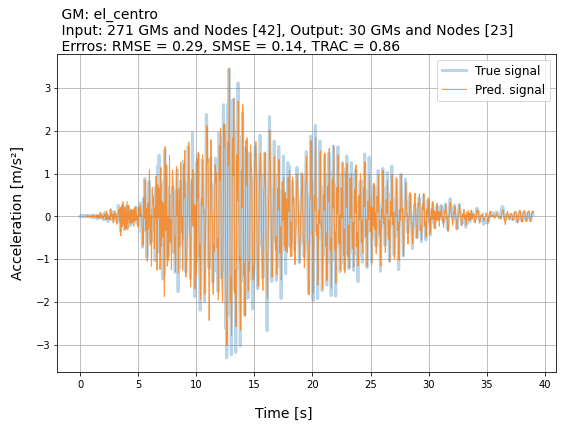 GM: el_centro
Input: 271 GMs and Nodes [42], Output: 30 GMs and Nodes [23]
Errros: RMSE = 0.29, SMSE = 0.14, TRAC = 0.86
True signal
Pred. signal
Acceleration [m/s²]
3
2
1
0
−1
−2
−3
0 5 10 15 20 25 30 35 40
Time [s]